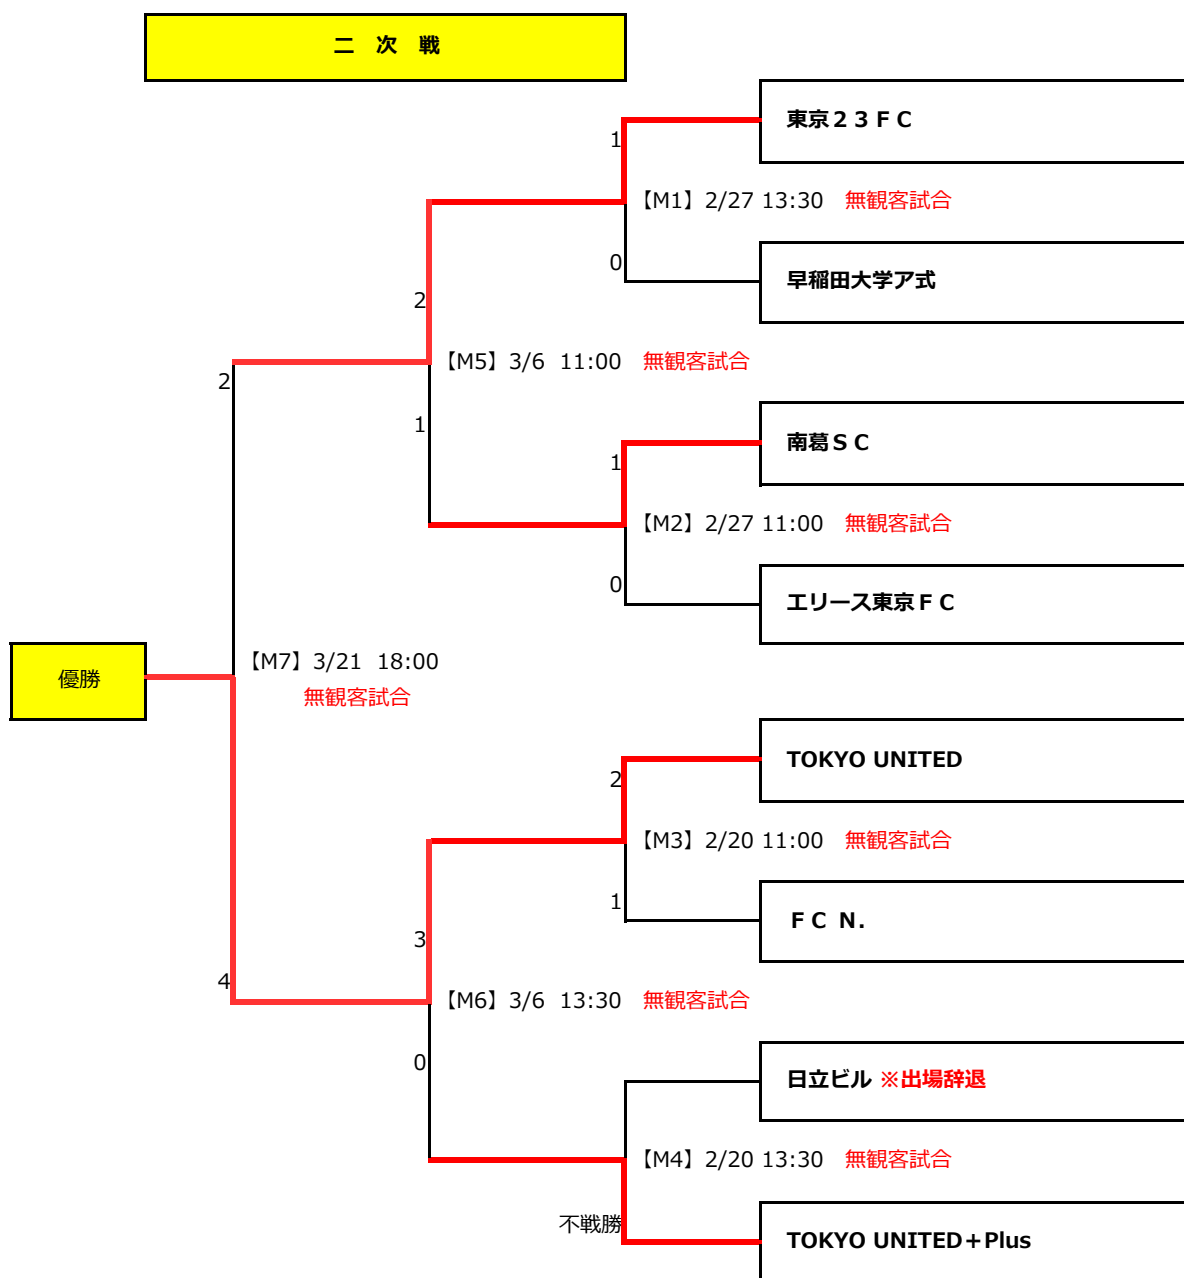 二 次 戦
東京２３ＦＣ
1
【M1】2/27 13:30 無観客試合
0
早稲田大学ア式
2
【M5】3/6 11:00 無観客試合
2
1
南葛ＳＣ
1
【M2】2/27 11:00 無観客試合
0
エリース東京ＦＣ
【M7】3/21 18:00
優勝
無観客試合
TOKYO UNITED
2
【M3】2/20 11:00 無観客試合
1
ＦＣ N.
3
4
【M6】3/6 13:30 無観客試合
0
日立ビル ※出場辞退
【M4】2/20 13:30 無観客試合
不戦勝
TOKYO UNITED＋Plus